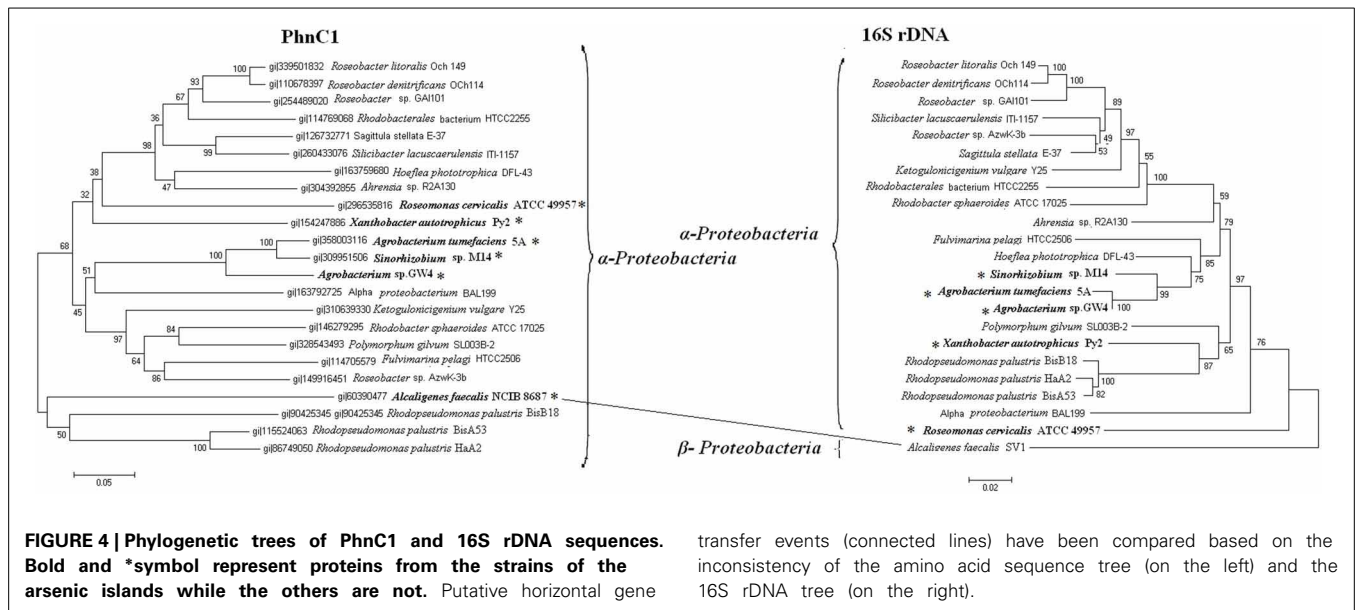 PhnC1
100 gi|339501832 Roseobacter litoralis Och 149
93 gi|110678397 Roseobacter denitrificans OCh114
67 gi|254489020 Roseobacter sp. GAI101
36 gi|114769068 Rhodobacterales bacterium HTCC2255
98 gi|126732771 Sagittula stellata E-37
99 gi|260433076 Silicibacter lacuscaerulensis ITI-1157
38 gi|163759680 Hoeflea phototrophica DFL-43
47 gi|304392855 Ahrensia sp. R2A130
32 gi|296535816 Roseomonas cervicalis ATCC 49957 *
gi|154247886 Xanthobacter autotrophicus Py2 *
68 100 gi|358003116 Agrobacterium tumefaciens 5A *
100 gi|309951506 Sinorhizobium sp. M14 *
51 Agrobacterium sp.GW4 *
45 gi|163792725 Alpha proteobacterium BAL199
97 gi|310639330 Ketogulonicigenium vulgare Y25
84 gi|146279295 Rhodobacter sphaeroides ATCC 17025
gi|328543493 Polymorphum gilvum SL003B-2
64 gi|114705579 Fulvimarina pelagi HTCC2506
86 gi|149916451 Roseobacter sp. AzwK-3b
gi|60390477 Alcaligenes faecalis NCIB 8687 *
gi|90425345 gi|90425345 Rhodopseudomonas palustris BisB18
50 gi|115524063 Rhodopseudomonas palustris BisA53
100 gi|86749050 Rhodopseudomonas palustris HaA2
0.05
α-Proteobacteria
α-Proteobacteria
β- Proteobacteria
16S rDNA
Roseobacter litoralis Och 149 100
Roseobacter denitrificans OCh114 100
Roseobacter sp. GAI101
Silicibacter lacuscaerulensis ITI-1157 89
Roseobacter sp. AzwK-3b 49
Sagittula stellata E-37 53 97
Ketogulonicigenium vulgare Y25 55
Rhodobacterales bacterium HTCC2255
Rhodobacter sphaeroides ATCC 17025 100
Ahrensia sp. R2A130 59
Fulvimarina pelagi HTCC2506 79
Hoeflea phototrophica DFL-43 85
* Sinorhizobium sp. M14 75
* Agrobacterium tumefaciens 5A 99 97
* Agrobacterium sp.GW4 100
Polymorphum gilvum SL003B-2
* Xanthobacter autotrophicus Py2 65 76
Rhodopseudomonas palustris BisB18 87
Rhodopseudomonas palustris HaA2 100
Rhodopseudomonas palustris BisA53 82
Alpha proteobacterium BAL199
* Roseomonas cervicalis ATCC 49957
Alcaligenes faecalis SV1
0.02
FIGURE 4 | Phylogenetic trees of PhnC1 and 16S rDNA sequences.
Bold and *symbol represent proteins from the strains of the
arsenic islands while the others are not. Putative horizontal gene
transfer events (connected lines) have been compared based on the
inconsistency of the amino acid sequence tree (on the left) and the
16S rDNA tree (on the right).